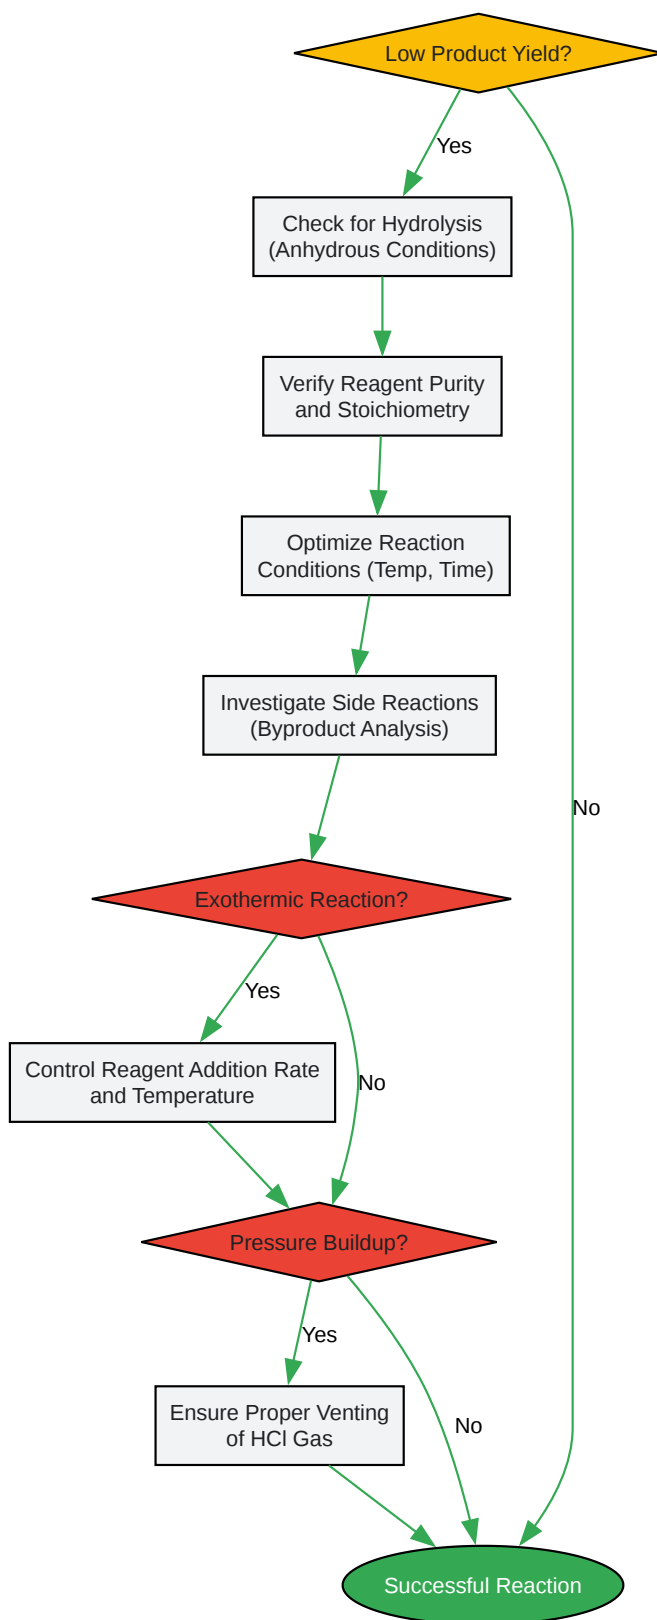 Low Product Yield?
Yes
Check for Hydrolysis
(Anhydrous Conditions)
Verify Reagent Purity
and Stoichiometry
Optimize Reaction
Conditions (Temp, Time)
Investigate Side Reactions
(Byproduct Analysis)
No
Exothermic Reaction?
Yes
Control Reagent Addition Rate
and Temperature
No
Pressure Buildup?
Yes
Ensure Proper Venting
of HCl Gas
No
Successful Reaction